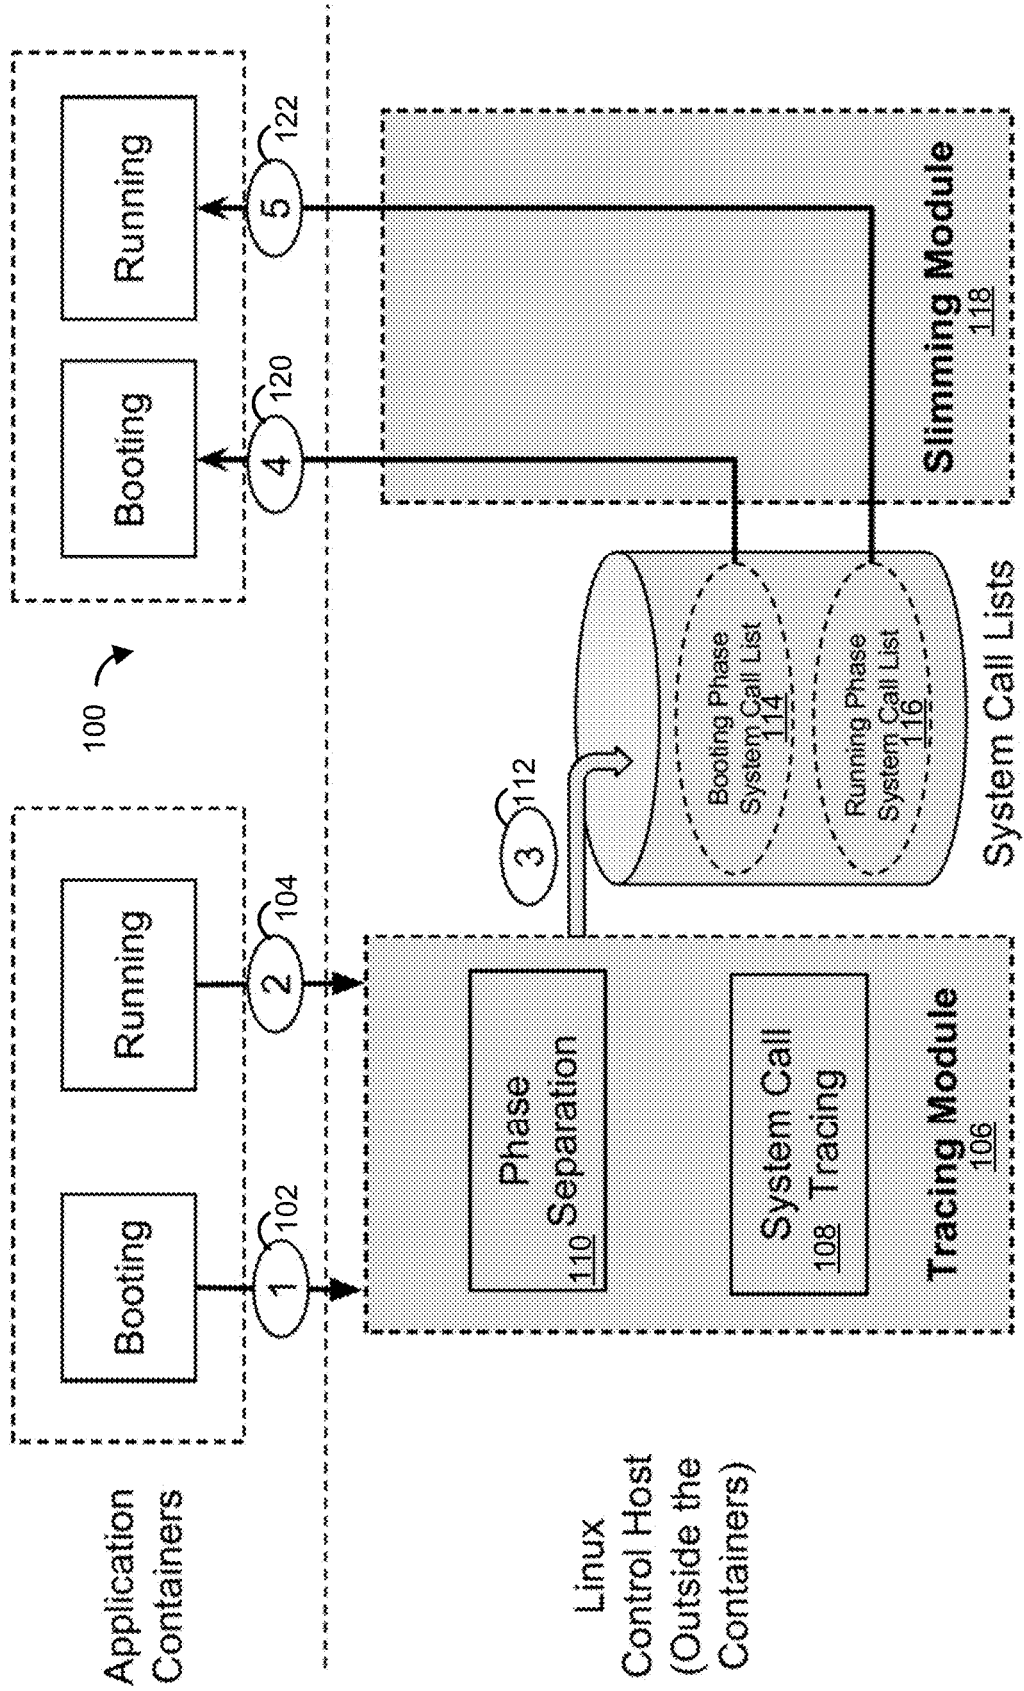 Application
Containers
Booting
Running
100
Booting
Running
1
102
2
104
4
120
5
122
Linux
Control Host
(Outside the
Containers)
Phase
110 Separation
System Call
108 Tracing
Tracing Module
106
3
112
Booting Phase
System Call List
114
Running Phase
System Call List
116
System Call Lists
Slimming Module
118